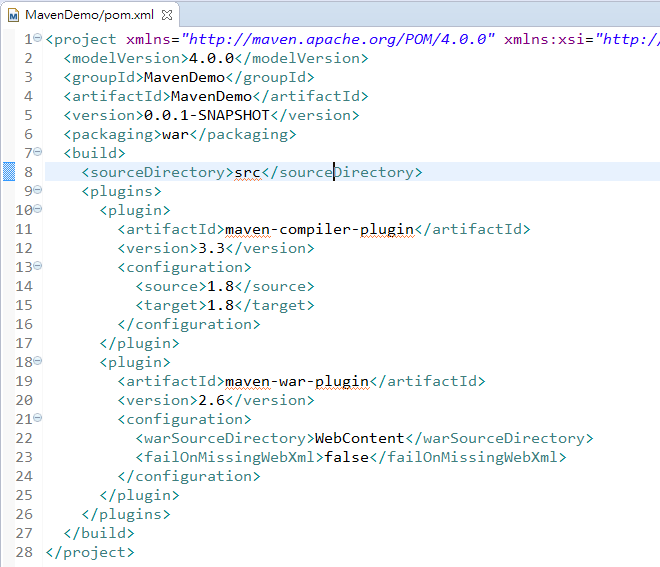 MavenDemo/pom.xml
1 <project xmlns="http://maven.apache.org/POM/4.0.0" xmlns:xsi="http:/
2 <modelVersion>4.0.0</modelVersion>
3 <groupId>MavenDemo</groupId>
4 <artifactId>MavenDemo</artifactId>
5 <version>0.0.1-SNAPSHOT</version>
6 <packaging>war</packaging>
7 <build>
8 <sourceDirectory>src</sourceDirectory>
9 <plugins>
10 <plugin>
11 <artifactId>maven-compiler-plugin</artifactId>
12 <version>3.3</version>
13 <configuration>
14 <source>1.8</source>
15 <target>1.8</target>
16 </configuration>
17 </plugin>
18 <plugin>
19 <artifactId>maven-war-plugin</artifactId>
20 <version>2.6</version>
21 <configuration>
22 <warSourceDirectory>WebContent</warSourceDirectory>
23 <failOnMissingWebXml>false</failOnMissingWebXml>
24 </configuration>
25 </plugin>
26 </plugins>
27 </build>
28 </project>